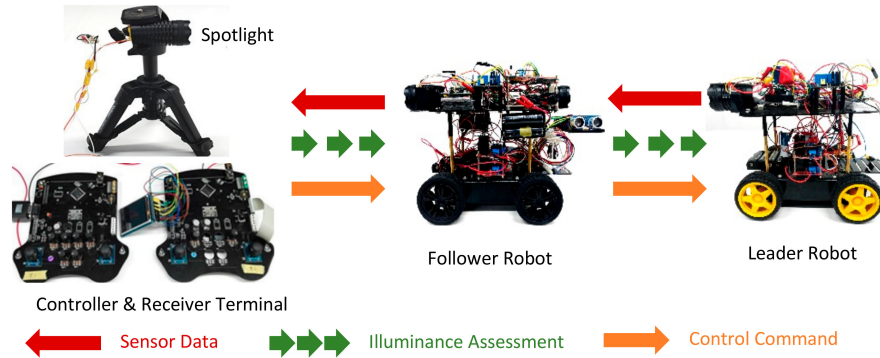 Spotlight
Follower Robot
Leader Robot
Controller & Receiver Terminal
Sensor Data
Illuminance Assessment
Control Command